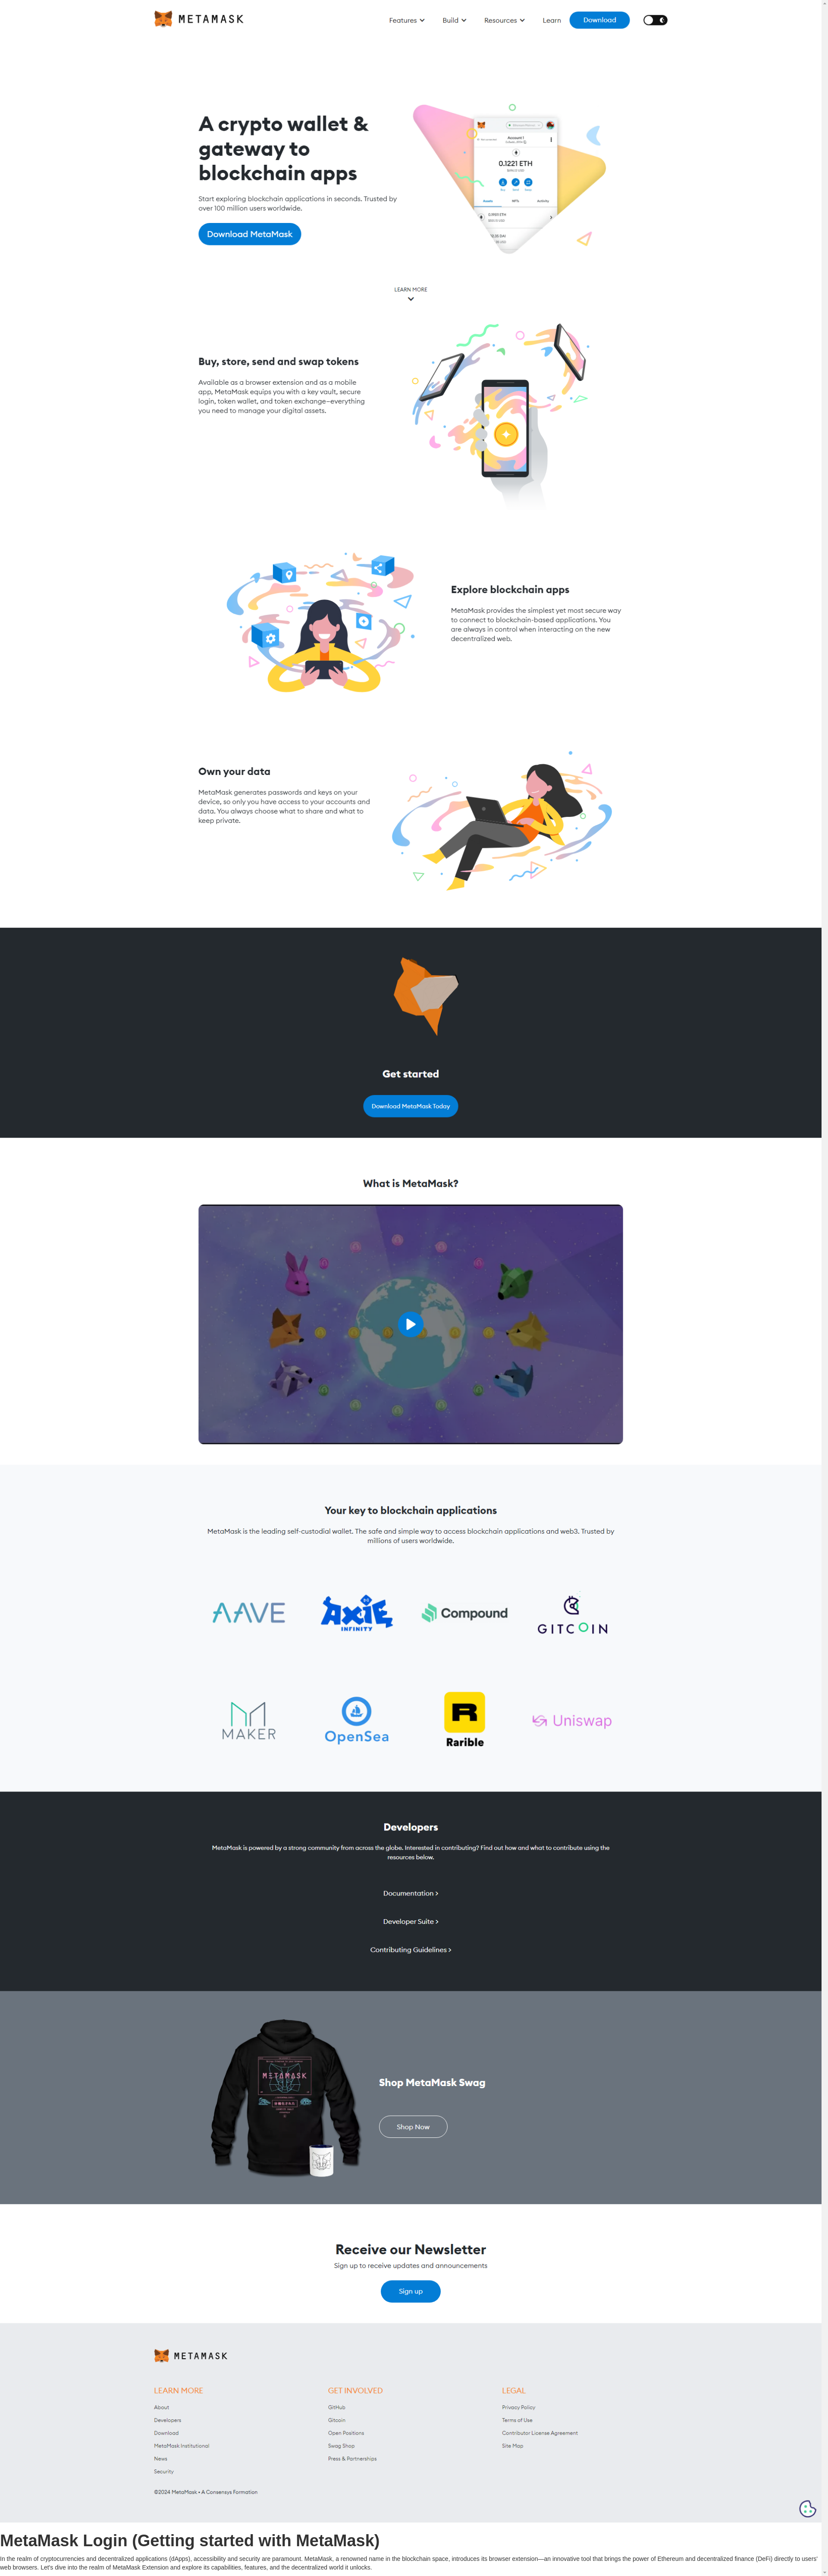 METAMASK
Features
Build
Resources
Learn
Download
A crypto wallet &
gateway to
blockchain apps
Start exploring blockchain applications in seconds. Trusted by
over 100 million users worldwide.
Download MetaMask
0.1221 ETH
LEARN MORE
Buy, store, send and swap tokens
Available as a browser extension and as a mobile
app, MetaMask equips you with a key vault, secure
login, token wallet, and token exchange—everything
you need to manage your digital assets.
Explore blockchain apps
MetaMask provides the simplest yet most secure way
to connect to blockchain-based applications. You
are always in control when interacting on the new
decentralized web.
Own your data
MetaMask generates passwords and keys on your
device, so only you have access to your accounts and
data. You always choose what to share and what to
keep private.
Get started
Download MetaMask Today
What is MetaMask?
Your key to blockchain applications
MetaMask is the leading self-custodial wallet. The safe and simple way to access blockchain applications and web3. Trusted by
millions of users worldwide.
AAVE
AXIE
INFINITY
Compound
GITCOIN
MAKER
OpenSea
R
Rarible
Uniswap
Developers
MetaMask is powered by a strong community from across the globe. Interested in contributing? Find out how and what to contribute using the
resources below.
Documentation >
Developer Suite >
Contributing Guidelines >
METAMASK
Shop MetaMask Swag
Shop Now
Receive our Newsletter
Sign up to receive updates and announcements
Sign up
METAMASK
LEARN MORE
About
Developers
Download
MetaMask Institutional
News
Security
GET INVOLVED
GitHub
Gitcoin
Open Positions
Swag Shop
Press & Partnerships
LEGAL
Privacy Policy
Terms of Use
Contributor License Agreement
Site Map
©2024 MetaMask • A Consensys Formation
MetaMask Login (Getting started with MetaMask)
In the realm of cryptocurrencies and decentralized applications (dApps), accessibility and security are paramount. MetaMask, a renowned name in the blockchain space, introduces its browser extension—an innovative tool that brings the power of Ethereum and decentralized finance (DeFi) directly to users'
web browsers. Let's dive into the realm of MetaMask Extension and explore its capabilities, features, and the decentralized world it unlocks.